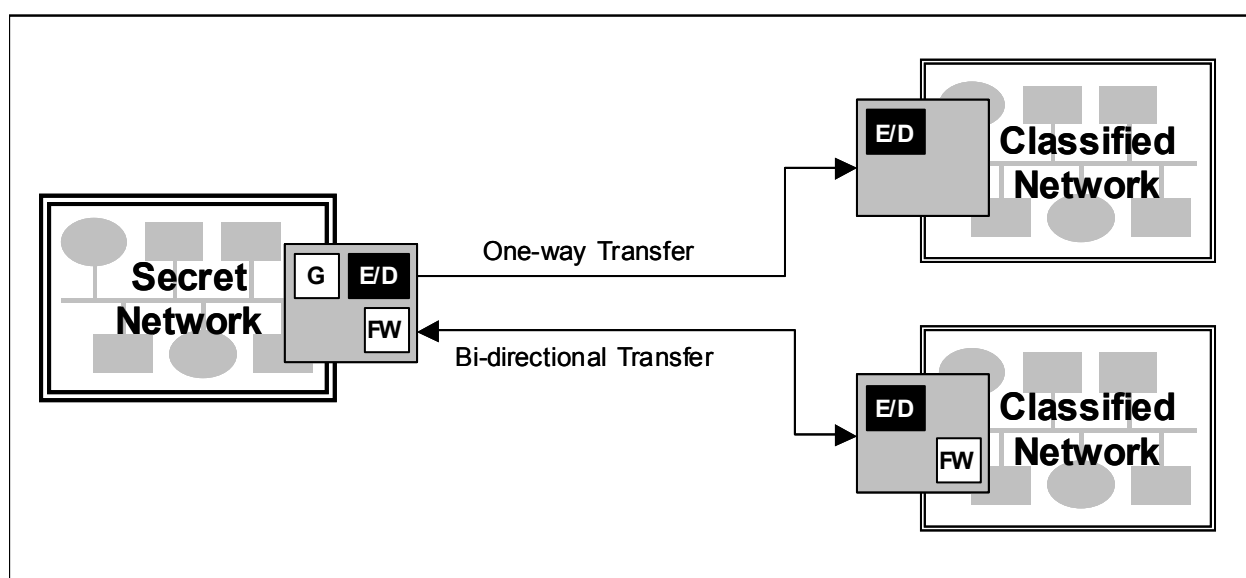 Secret
Network
G
E/D
FW
One-way Transfer
Bi-directional Transfer
E/D
Classified
Network
E/D
FW
Classified
Network